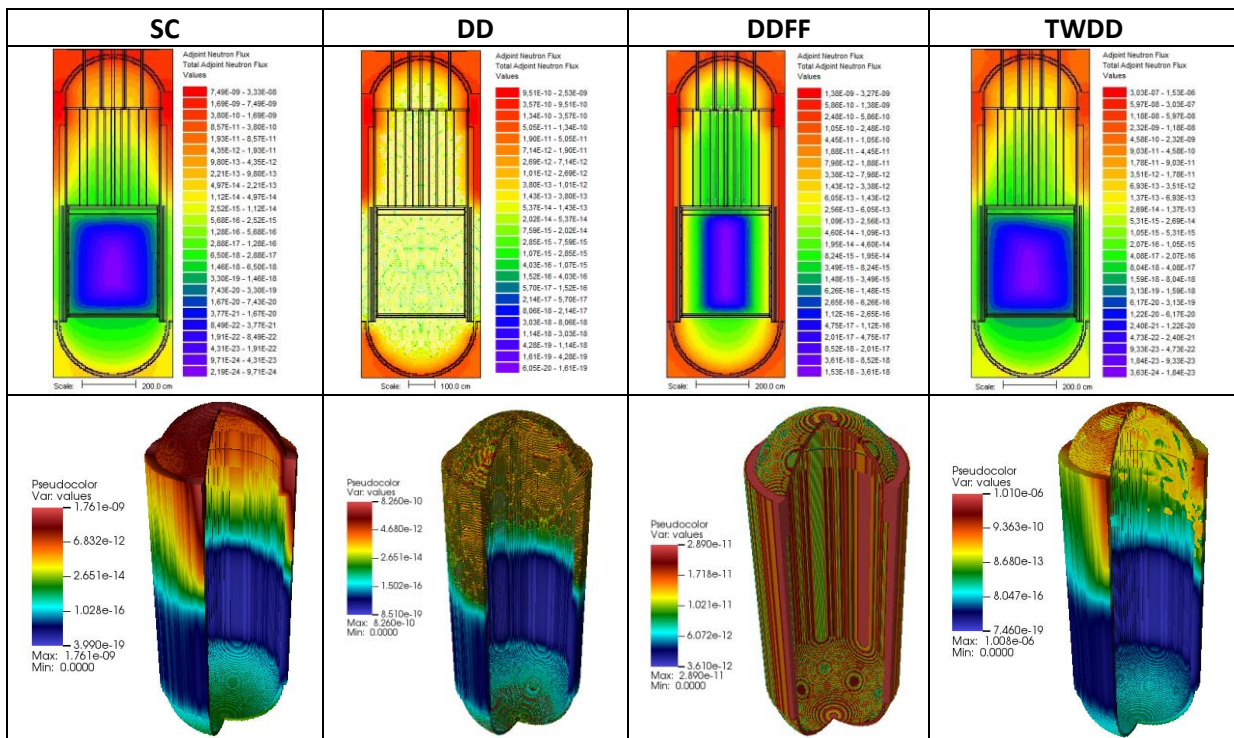 SC
DD
DDFF
TWDD
Adjoint Neutron Flux
Total Adjoint Neutron Flux
Values
7,49E-09 - 3,33E-08
1,69E-09 - 7,49E-09
3,80E-10 - 1,69E-09
8,57E-11 - 3,80E-10
1,93E-11 - 8,57E-11
4,35E-12 - 1,93E-11
9,80E-13 - 4,35E-12
2,21E-13 - 9,80E-13
4,97E-14 - 2,21E-13
1,12E-14 - 4,97E-14
2,52E-15 - 1,12E-14
5,68E-16 - 2,52E-15
1,28E-16 - 5,68E-16
2,88E-17 - 1,28E-16
6,50E-18 - 2,88E-17
1,46E-18 - 6,50E-18
3,30E-19 - 1,46E-18
7,43E-20 - 3,30E-19
1,67E-20 - 7,43E-20
3,77E-21 - 1,67E-20
8,49E-22 - 3,77E-21
1,91E-22 - 8,49E-22
4,31E-23 - 1,91E-22
9,71E-24 - 4,31E-23
2,19E-24 - 9,71E-24
Scale: 200.0 cm
Adjoint Neutron Flux
Total Adjoint Neutron Flux
Values
9,51E-10 - 2,53E-09
3,57E-10 - 9,51E-10
1,34E-10 - 3,57E-10
5,05E-11 - 1,34E-10
1,90E-11 - 5,05E-11
7,14E-12 - 1,90E-11
2,69E-12 - 7,14E-12
1,01E-12 - 2,69E-12
3,80E-13 - 1,01E-12
1,43E-13 - 3,80E-13
5,37E-14 - 1,43E-13
2,02E-14 - 5,37E-14
7,59E-15 - 2,02E-14
2,85E-15 - 7,59E-15
1,07E-15 - 2,85E-15
4,03E-16 - 1,07E-15
1,52E-16 - 4,03E-16
5,70E-17 - 1,52E-16
2,14E-17 - 5,70E-17
8,06E-18 - 2,14E-17
3,03E-18 - 8,06E-18
1,14E-18 - 3,03E-18
4,28E-19 - 1,14E-18
1,61E-19 - 4,28E-19
6,05E-20 - 1,61E-19
Scale: 100.0 cm
Adjoint Neutron Flux
Total Adjoint Neutron Flux
Values
1,38E-09 - 3,27E-09
5,86E-10 - 1,38E-09
2,48E-10 - 5,86E-10
1,05E-10 - 2,48E-10
4,45E-11 - 1,05E-10
1,88E-11 - 4,45E-11
7,98E-12 - 1,88E-11
3,38E-12 - 7,98E-12
1,43E-12 - 3,38E-12
6,05E-13 - 1,43E-12
2,56E-13 - 6,05E-13
1,09E-13 - 2,56E-13
4,60E-14 - 1,09E-13
1,95E-14 - 4,60E-14
8,24E-15 - 1,95E-14
3,49E-15 - 8,24E-15
1,48E-15 - 3,49E-15
6,26E-16 - 1,48E-15
2,65E-16 - 6,26E-16
1,12E-16 - 2,65E-16
4,75E-17 - 1,12E-16
2,01E-17 - 4,75E-17
8,52E-18 - 2,01E-17
3,61E-18 - 8,52E-18
1,53E-18 - 3,61E-18
Scale: 200.0 cm
Adjoint Neutron Flux
Total Adjoint Neutron Flux
Values
3,03E-07 - 1,53E-06
5,97E-08 - 3,03E-07
1,18E-08 - 5,97E-08
2,32E-09 - 1,18E-08
4,58E-10 - 2,32E-09
9,03E-11 - 4,58E-10
1,78E-11 - 9,03E-11
3,51E-12 - 1,78E-11
6,93E-13 - 3,51E-12
1,37E-13 - 6,93E-13
2,69E-14 - 1,37E-13
5,31E-15 - 2,69E-14
1,05E-15 - 5,31E-15
2,07E-16 - 1,05E-15
4,08E-17 - 2,07E-16
8,04E-18 - 4,08E-17
1,59E-18 - 8,04E-18
3,13E-19 - 1,59E-18
6,17E-20 - 3,13E-19
1,22E-20 - 6,17E-20
2,40E-21 - 1,22E-20
4,73E-22 - 2,40E-21
9,33E-23 - 4,73E-22
1,84E-23 - 9,33E-23
3,63E-24 - 1,84E-23
Scale: 200.0 cm
Pseudocolor
Var: values
1.761e-09
6.832e-12
2.651e-14
1.028e-16
3.990e-19
Max: 1.761e-09
Min: 0.0000
Pseudocolor
Var: values
8.260e-10
4.680e-12
2.651e-14
1.502e-16
8.510e-19
Max: 8.260e-10
Min: 0.0000
Pseudocolor
Var: values
2.890e-11
1.718e-11
1.021e-11
6.072e-12
3.610e-12
Max: 2.890e-11
Min: 0.0000
Pseudocolor
Var: values
1.010e-06
9.363e-10
8.680e-13
8.047e-16
7.460e-19
Max: 1.008e-06
Min: 0.0000